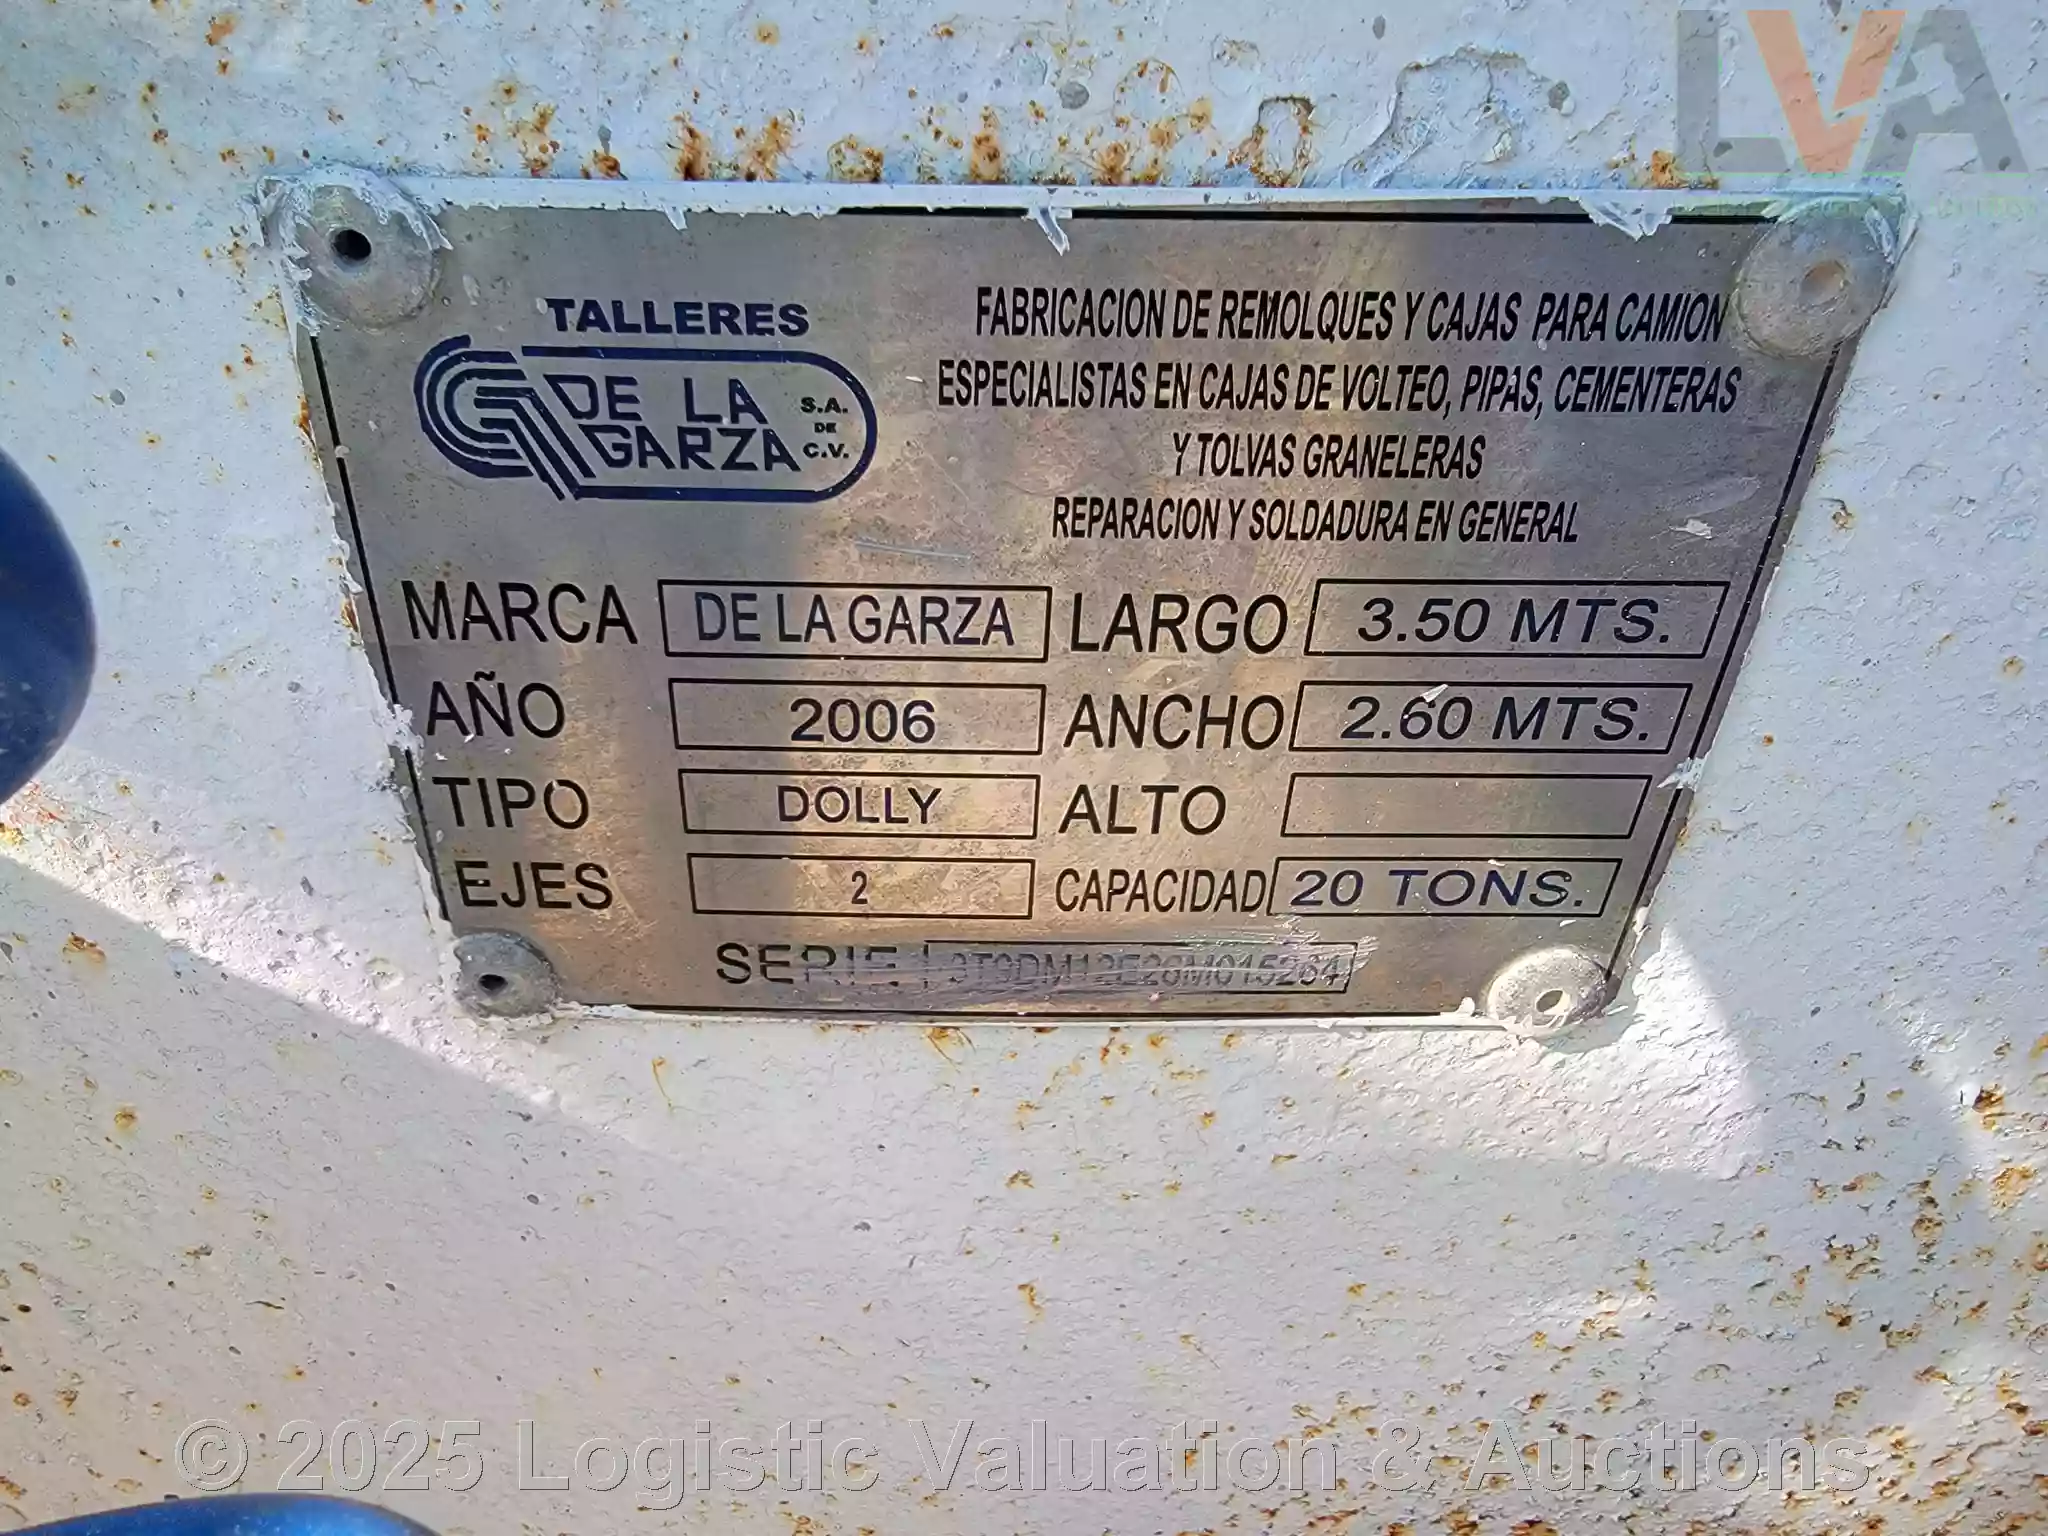 LVA
TALLERES
DE LA GARZA S.A. DE C.V.
FABRICACION DE REMOLQUES Y CAJAS PARA CAMION
ESPECIALISTAS EN CAJAS DE VOLTEO, PIPAS, CEMENTERAS
Y TOLVAS GRANELERAS
REPARACION Y SOLDADURA EN GENERAL
MARCA DE LA GARZA LARGO 3.50 MTS.
AÑO 2006 ANCHO 2.60 MTS.
TIPO DOLLY ALTO
EJES 2 CAPACIDAD 20 TONS.
SERIE
© 2025 Logistic Valuation & Auctions